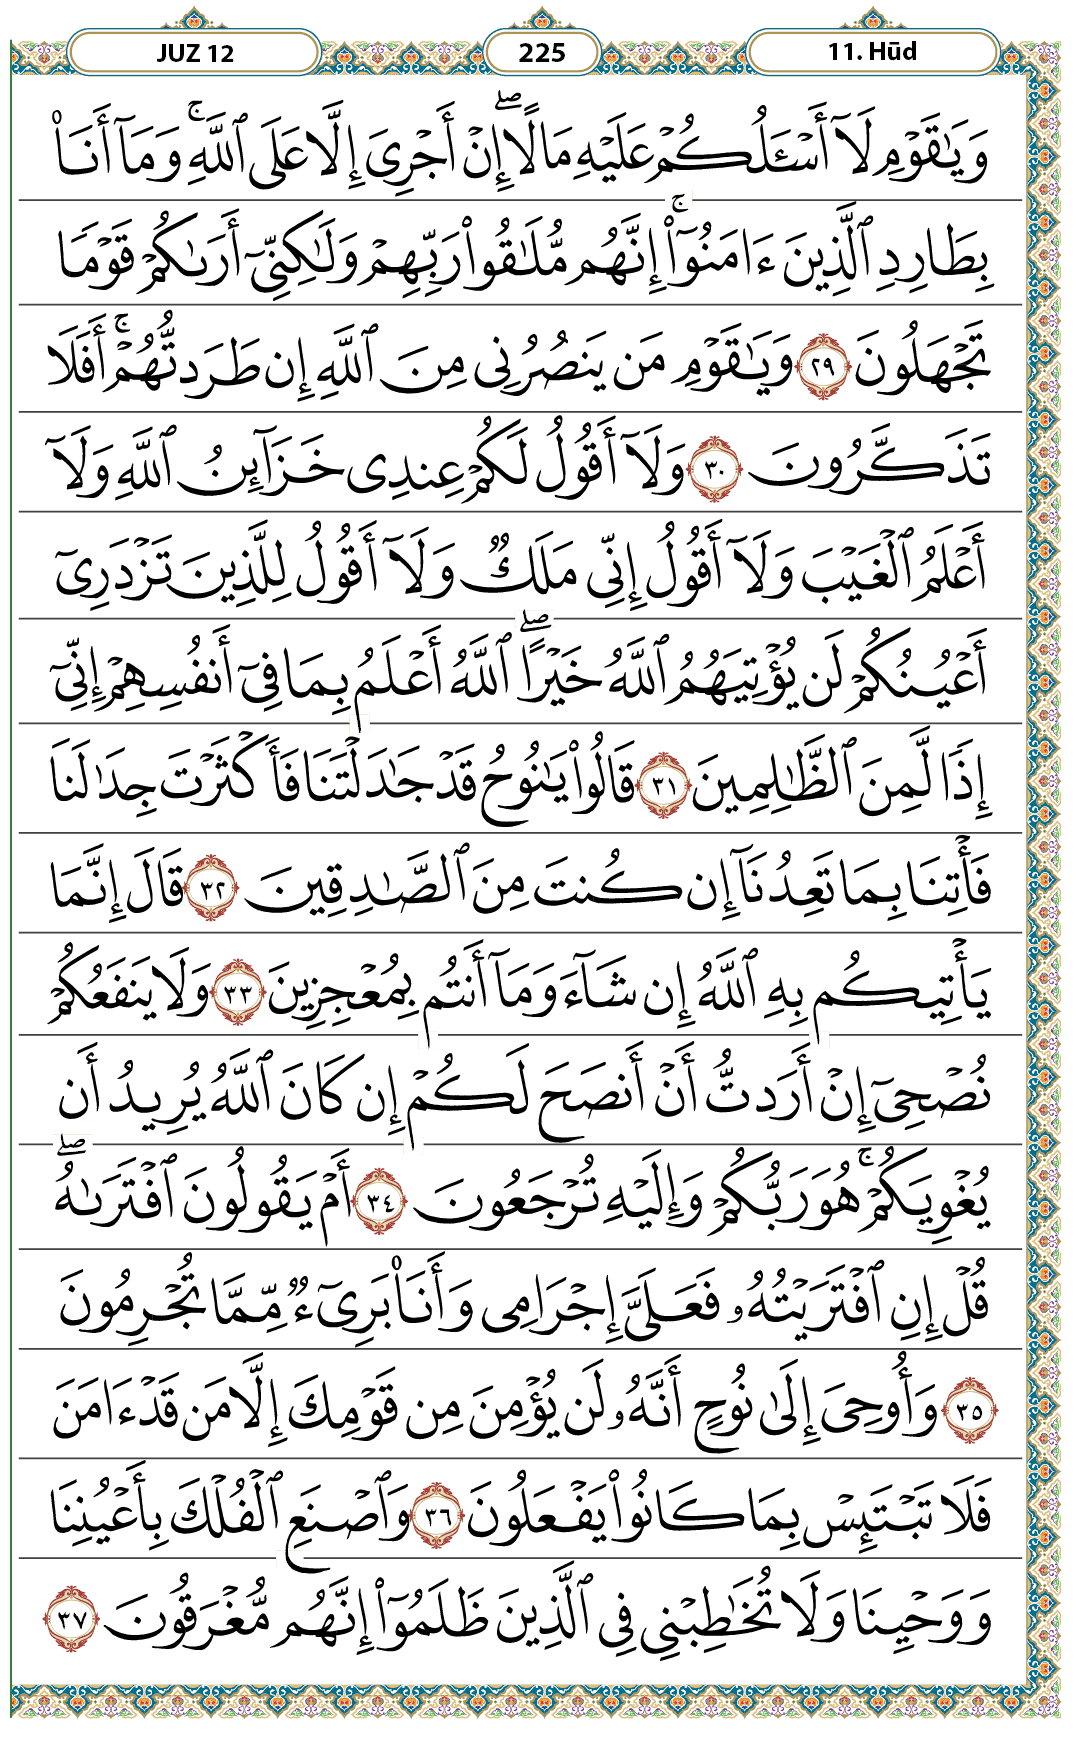 JUZ 12 225 11. Hūd
وَيَٰقَوْمِ لَآ أَسْـَٔلُكُمْ عَلَيْهِ مَالًا ۖ إِنْ أَجْرِىَ إِلَّا عَلَى ٱللَّهِ ۚ وَمَآ أَنَا۠
بِطَارِدِ ٱلَّذِينَ ءَامَنُوٓا۟ ۚ إِنَّهُم مُّلَٰقُوا۟ رَبِّهِمْ وَلَٰكِنِّىٓ أَرَىٰكُمْ قَوْمًا
تَجْهَلُونَ ٢٩ وَيَٰقَوْمِ مَن يَنصُرُنِى مِنَ ٱللَّهِ إِن طَرَدتُّهُمْ ۚ أَفَلَا
تَذَكَّرُونَ ٣٠ وَلَآ أَقُولُ لَكُمْ عِندِى خَزَآئِنُ ٱللَّهِ وَلَآ
أَعْلَمُ ٱلْغَيْبَ وَلَآ أَقُولُ إِنِّى مَلَكٌ وَلَآ أَقُولُ لِلَّذِينَ تَزْدَرِىٓ
أَعْيُنُكُمْ لَن يُؤْتِيَهُمُ ٱللَّهُ خَيْرًا ۖ ٱللَّهُ أَعْلَمُ بِمَا فِىٓ أَنفُسِهِمْ إِنِّىٓ
إِذًا لَّمِنَ ٱلظَّٰلِمِينَ ٣١ قَالُوا۟ يَٰنُوحُ قَدْ جَٰدَلْتَنَا فَأَكْثَرْتَ جِدَٰلَنَا
فَأْتِنَا بِمَا تَعِدُنَآ إِن كُنتَ مِنَ ٱلصَّٰدِقِينَ ٣٢ قَالَ إِنَّمَا
يَأْتِيكُم بِهِ ٱللَّهُ إِن شَآءَ وَمَآ أَنتُم بِمُعْجِزِينَ ٣٣ وَلَا يَنفَعُكُمْ
نُصْحِىٓ إِنْ أَرَدتُّ أَنْ أَنصَحَ لَكُمْ إِن كَانَ ٱللَّهُ يُرِيدُ أَن
يُغْوِيَكُمْ ۚ هُوَ رَبُّكُمْ وَإِلَيْهِ تُرْجَعُونَ ٣٤ أَمْ يَقُولُونَ ٱفْتَرَىٰهُ ۖ
قُلْ إِنِ ٱفْتَرَيْتُهُۥ فَعَلَىَّ إِجْرَامِى وَأَنَا۠ بَرِىٓءٌ مِّمَّا تُجْرِمُونَ
٣٥ وَأُوحِىَ إِلَىٰ نُوحٍ أَنَّهُۥ لَن يُؤْمِنَ مِن قَوْمِكَ إِلَّا مَن قَدْ ءَامَنَ
فَلَا تَبْتَئِسْ بِمَا كَانُوا۟ يَفْعَلُونَ ٣٦ وَٱصْنَعِ ٱلْفُلْكَ بِأَعْيُنِنَا
وَوَحْيِنَا وَلَا تُخَٰطِبْنِى فِى ٱلَّذِينَ ظَلَمُوٓا۟ إِنَّهُم مُّغْرَقُونَ ٣٧